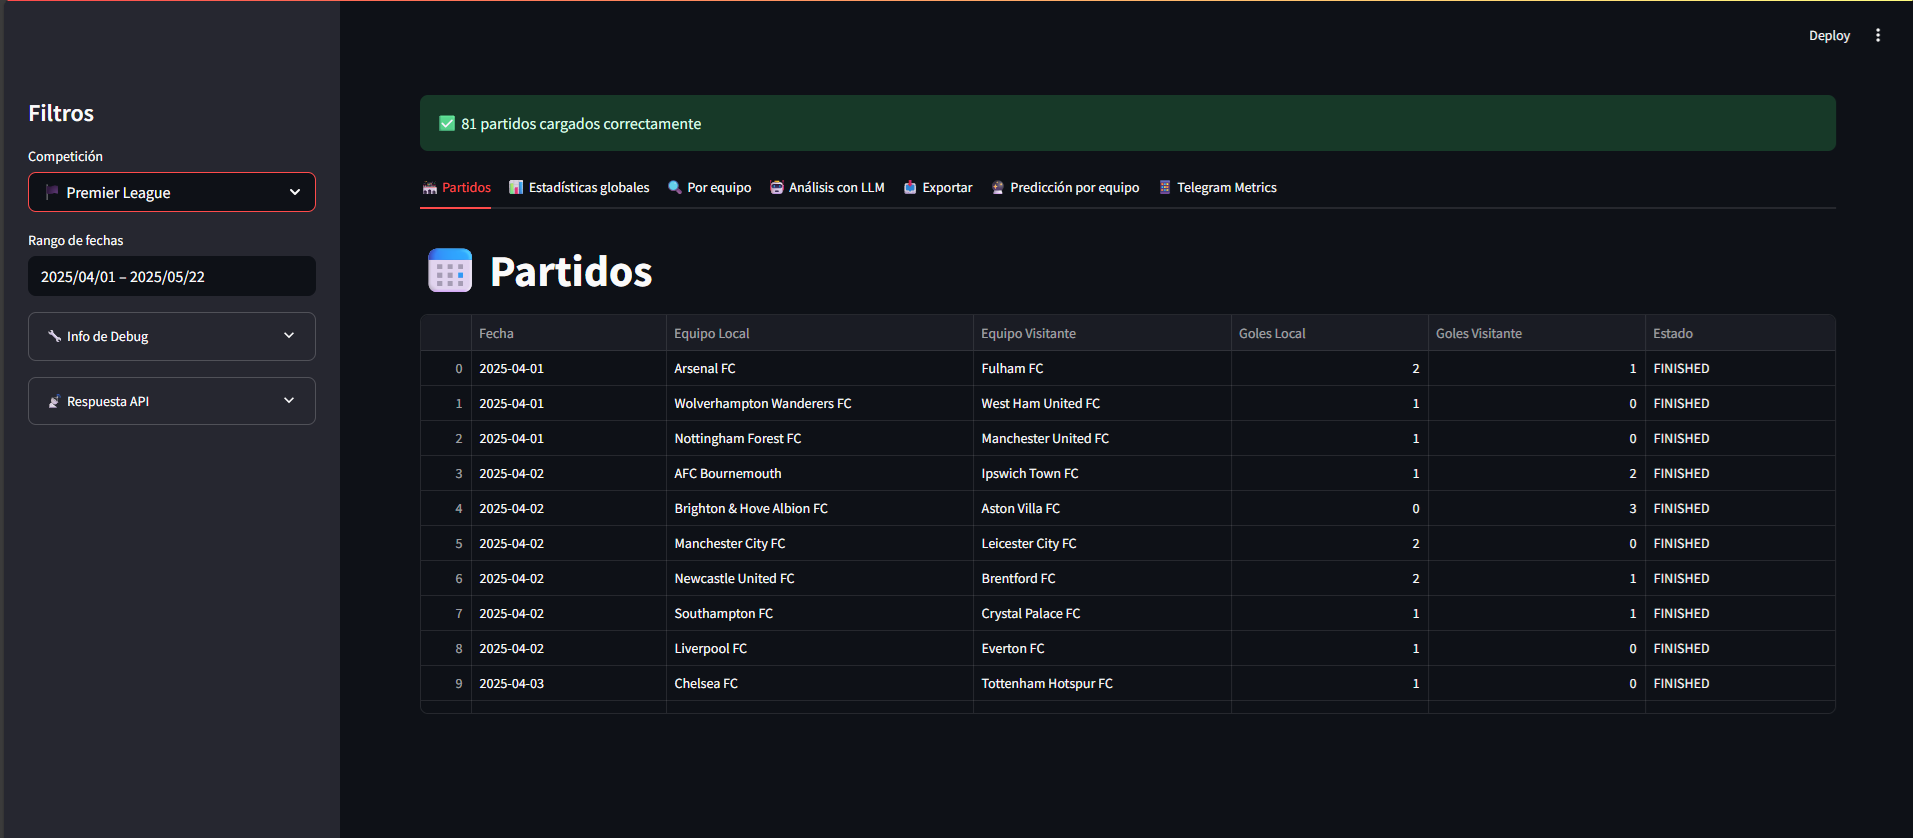 Deploy
Filtros
Competición
Premier League
Rango de fechas
2025/04/01 – 2025/05/22
Info de Debug
Respuesta API
81 partidos cargados correctamente
Partidos Estadísticas globales Por equipo Análisis con LLM Exportar Predicción por equipo Telegram Metrics
Partidos
Fecha Equipo Local Equipo Visitante Goles Local Goles Visitante Estado
0 2025-04-01 Arsenal FC Fulham FC 2 1 FINISHED
1 2025-04-01 Wolverhampton Wanderers FC West Ham United FC 1 0 FINISHED
2 2025-04-01 Nottingham Forest FC Manchester United FC 1 0 FINISHED
3 2025-04-02 AFC Bournemouth Ipswich Town FC 1 2 FINISHED
4 2025-04-02 Brighton & Hove Albion FC Aston Villa FC 0 3 FINISHED
5 2025-04-02 Manchester City FC Leicester City FC 2 0 FINISHED
6 2025-04-02 Newcastle United FC Brentford FC 2 1 FINISHED
7 2025-04-02 Southampton FC Crystal Palace FC 1 1 FINISHED
8 2025-04-02 Liverpool FC Everton FC 1 0 FINISHED
9 2025-04-03 Chelsea FC Tottenham Hotspur FC 1 0 FINISHED